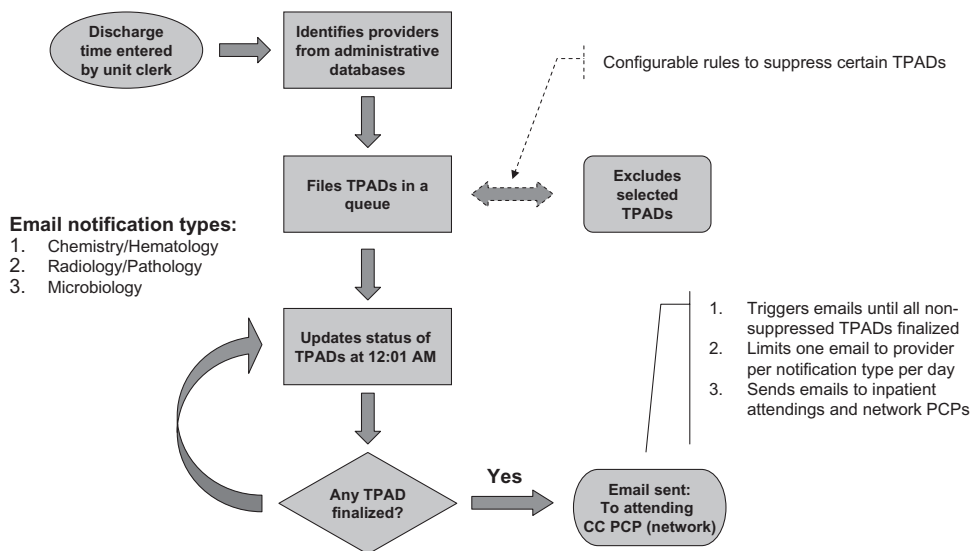 Discharge
time entered
by unit clerk
Identifies providers
from administrative
databases
Configurable rules to suppress certain TPADs
Files TPADs in a
queue
Excludes
selected
TPADs
Email notification types:
1. Chemistry/Hematology
2. Radiology/Pathology
3. Microbiology
Updates status of
TPADs at 12:01 AM
1. Triggers emails until all non-
suppressed TPADs finalized
2. Limits one email to provider
per notification type per day
3. Sends emails to inpatient
attendings and network PCPs
Any TPAD
finalized?
Yes
Email sent:
To attending
CC PCP (network)